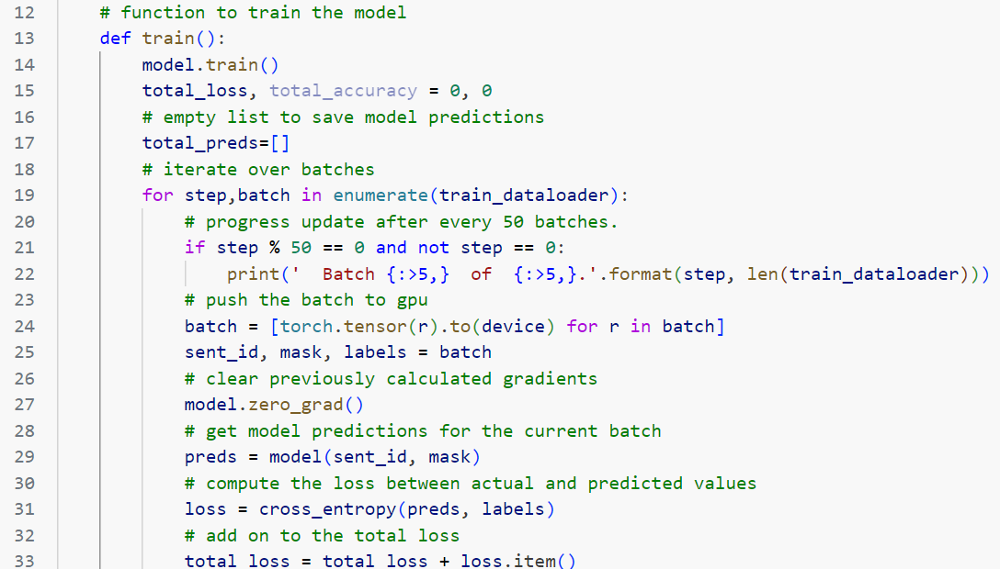 12 # function to train the model
13 def train():
14 model.train()
15 total_loss, total_accuracy = 0, 0
16 # empty list to save model predictions
17 total_preds=[]
18 # iterate over batches
19 for step,batch in enumerate(train_dataloader):
20 # progress update after every 50 batches.
21 if step % 50 == 0 and not step == 0:
22 print('  Batch {:>5,}  of  {:>5,}.'.format(step, len(train_dataloader)))
23 # push the batch to gpu
24 batch = [torch.tensor(r).to(device) for r in batch]
25 sent_id, mask, labels = batch
26 # clear previously calculated gradients
27 model.zero_grad()
28 # get model predictions for the current batch
29 preds = model(sent_id, mask)
30 # compute the loss between actual and predicted values
31 loss = cross_entropy(preds, labels)
32 # add on to the total loss
33 total_loss = total_loss + loss.item()